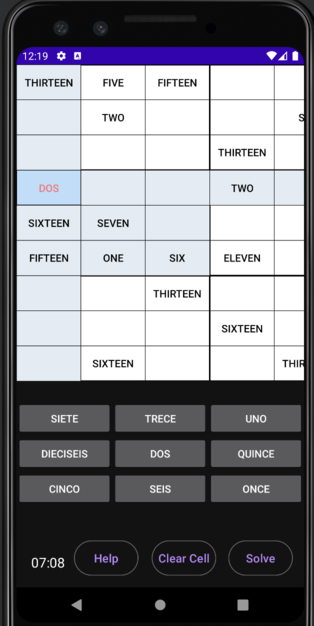 12:19
THIRTEEN FIVE FIFTEEN
TWO S
THIRTEEN
DOS TWO
SIXTEEN SEVEN
FIFTEEN ONE SIX ELEVEN
THIRTEEN
SIXTEEN
SIXTEEN THIR
SIETE TRECE UNO
DIECISEIS DOS QUINCE
CINCO SEIS ONCE
07:08 Help Clear Cell Solve